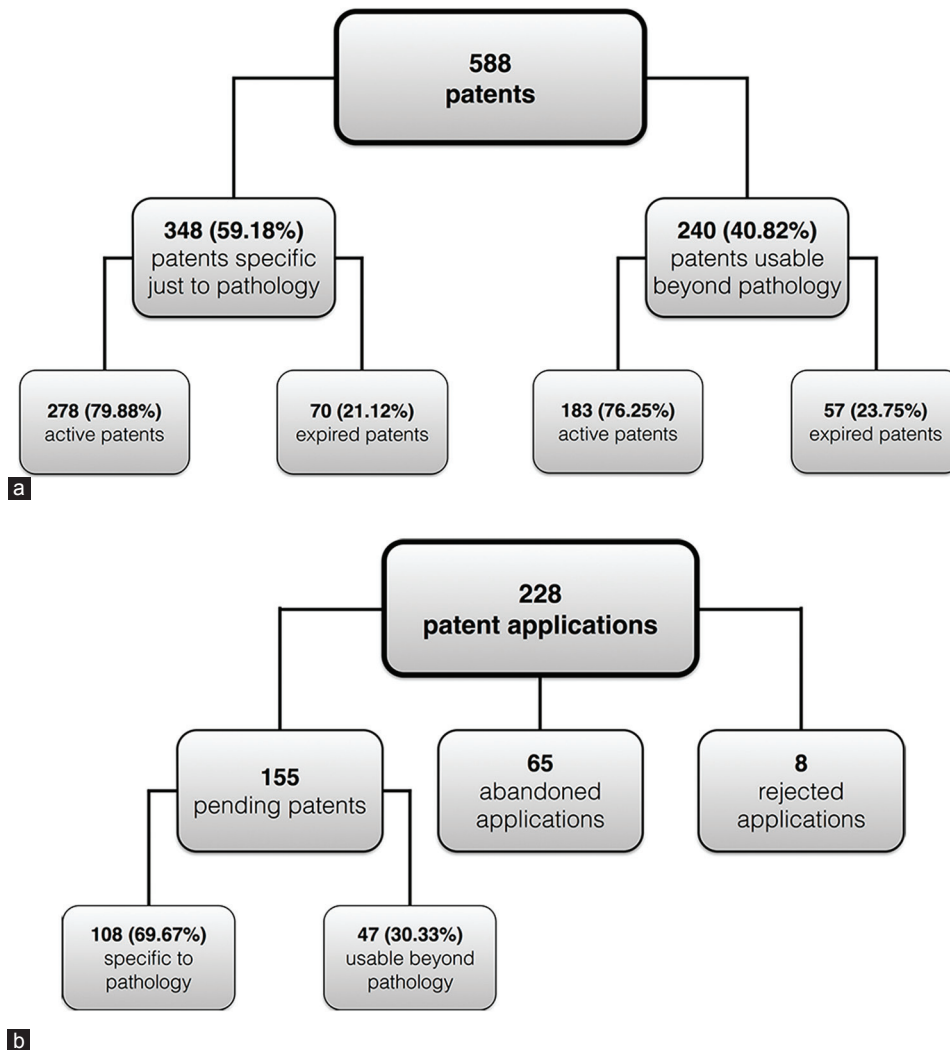 588
patents
348 (59.18%)
patents specific
just to pathology
240 (40.82%)
patents usable
beyond pathology
278 (79.88%)
active patents
70 (21.12%)
expired patents
183 (76.25%)
active patents
57 (23.75%)
expired patents
a
228
patent applications
155
pending patents
65
abandoned
applications
8
rejected
applications
108 (69.67%)
specific to
pathology
47 (30.33%)
usable beyond
pathology
b